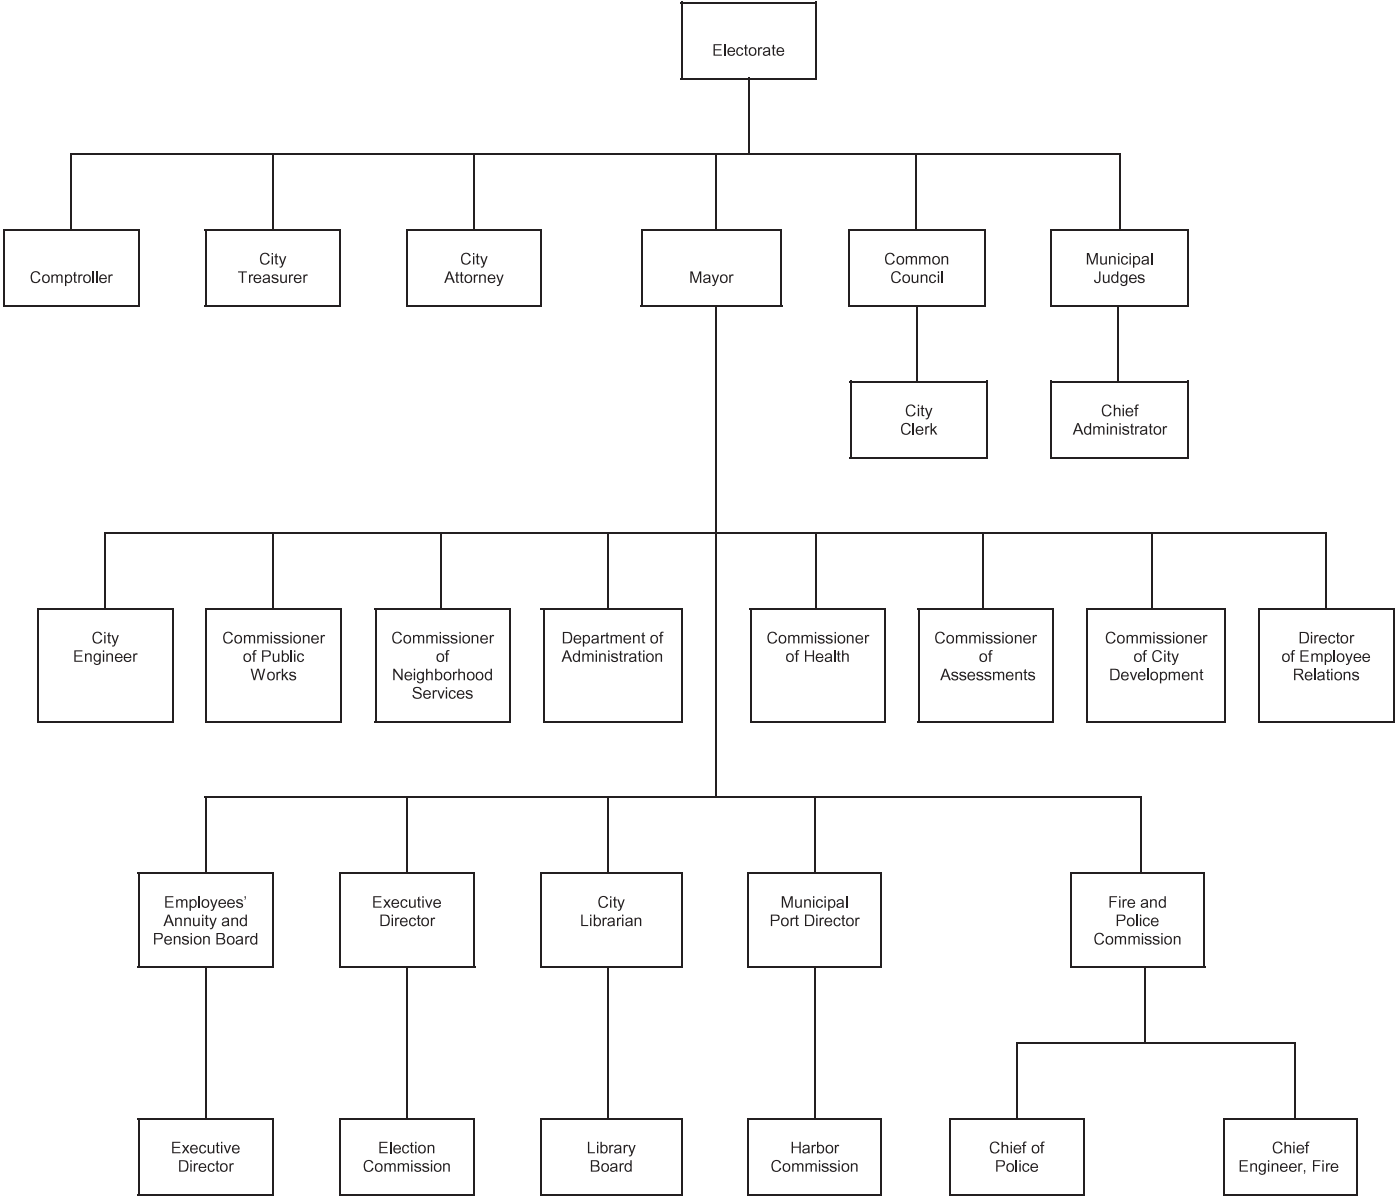 Electorate
Comptroller
City
Treasurer
City
Attorney
Mayor
Common
Council
Municipal
Judges
City
Clerk
Chief
Administrator
City
Engineer
Commissioner
of Public
Works
Commissioner
of
Neighborhood
Services
Department of
Administration
Commissioner
of Health
Commissioner
of
Assessments
Commissioner
of City
Development
Director
of Employee
Relations
Employees’
Annuity and
Pension Board
Executive
Director
City
Librarian
Municipal
Port Director
Fire and
Police
Commission
Executive
Director
Election
Commission
Library
Board
Harbor
Commission
Chief of
Police
Chief
Engineer, Fire